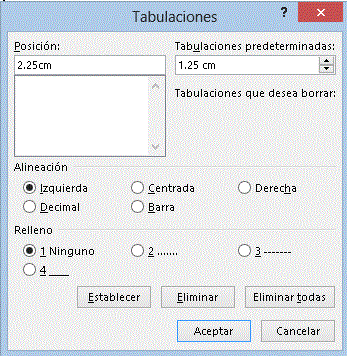 Tabulaciones ? ×
Posición: Tabulaciones predeterminadas:
2.25cm 1.25 cm
Tabulaciones que desea borrar:
Alineación
Izquierda Centrada Derecha
Decimal Barra
Relleno
1 Ninguno 2 ....... 3 -------
4 ___
Establecer Eliminar Eliminar todas
Aceptar Cancelar